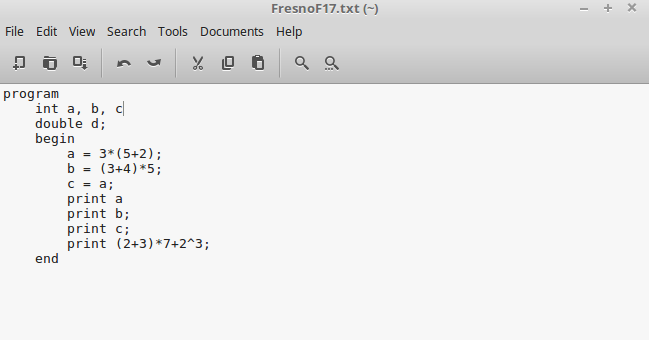 FresnoF17.txt (~)
File Edit View Search Tools Documents Help
program
    int a, b, c
    double d;
    begin
        a = 3*(5+2);
        b = (3+4)*5;
        c = a;
        print a
        print b;
        print c;
        print (2+3)*7+2^3;
    end